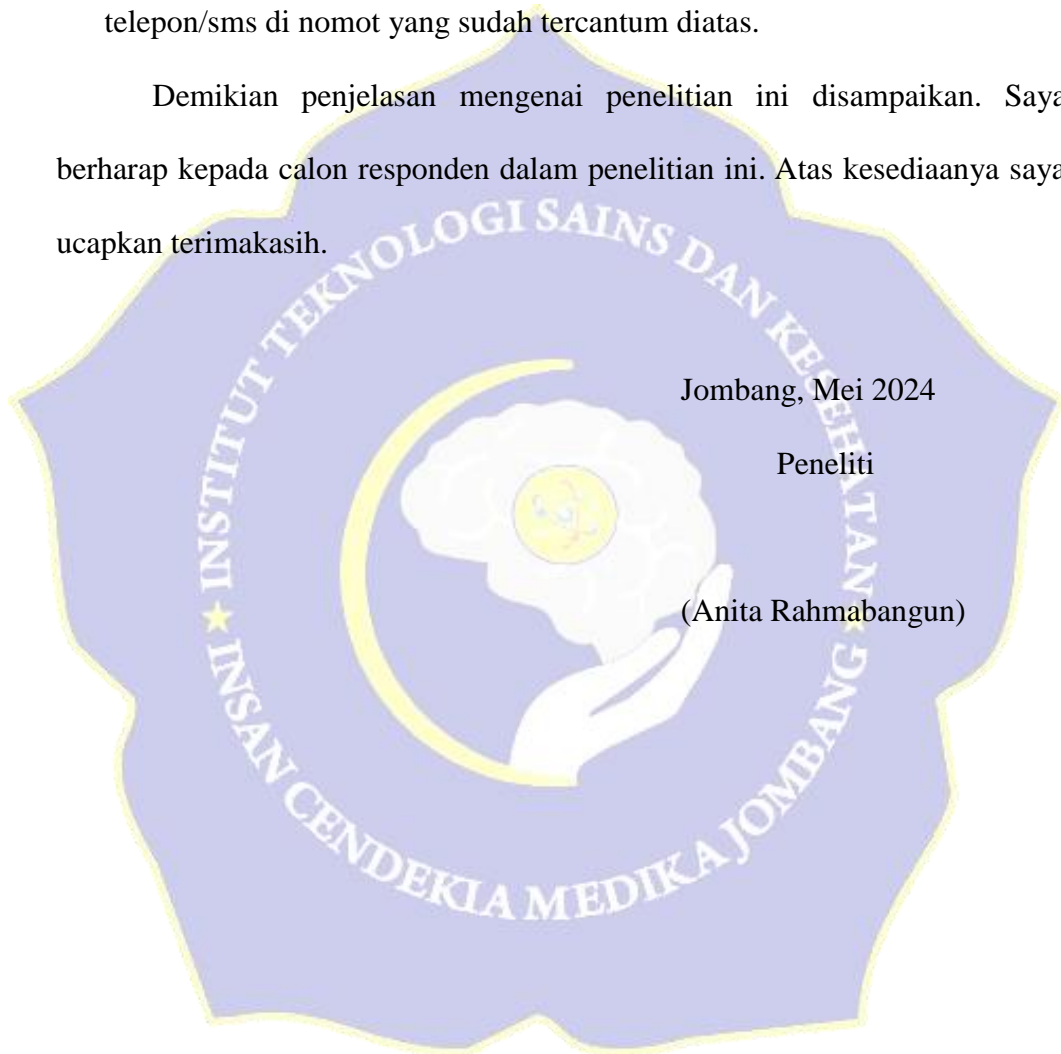 telepon/sms di nomot yang sudah tercantum diatas.
Demikian penjelasan mengenai penelitian ini disampaikan. Saya
berharap kepada calon responden dalam penelitian ini. Atas kesediaanya saya
ucapkan terimakasih.
INSTITUT TEKNOLOGI SAINS DAN KESEHATAN
Jombang, Mei 2024
Peneliti
(Anita Rahmabangun)
INSAN CENDEKIA MEDIKA JOMBANG